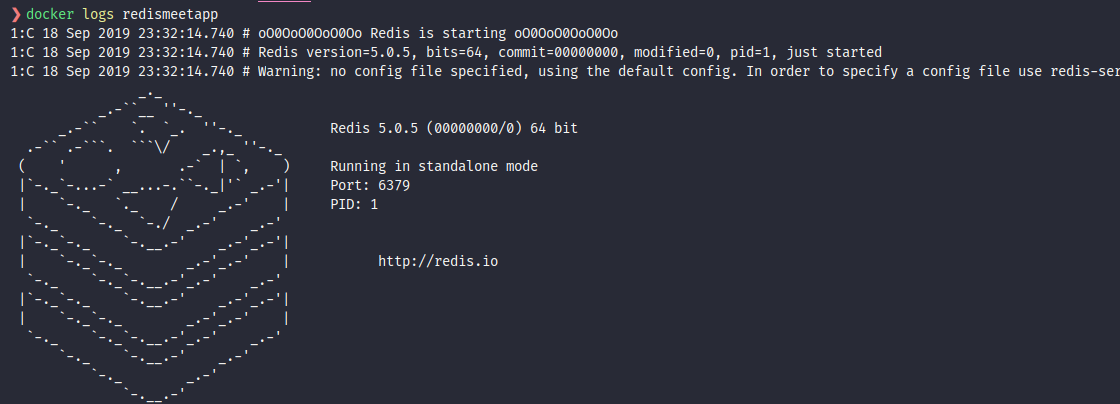 ❯ docker logs redismeetapp
1:C 18 Sep 2019 23:32:14.740 # oO0OoO0OoO0Oo Redis is starting oO0OoO0OoO0Oo
1:C 18 Sep 2019 23:32:14.740 # Redis version=5.0.5, bits=64, commit=00000000, modified=0, pid=1, just started
1:C 18 Sep 2019 23:32:14.740 # Warning: no config file specified, using the default config. In order to specify a config file use redis-ser
Redis 5.0.5 (00000000/0) 64 bit
Running in standalone mode
Port: 6379
PID: 1
http://redis.io